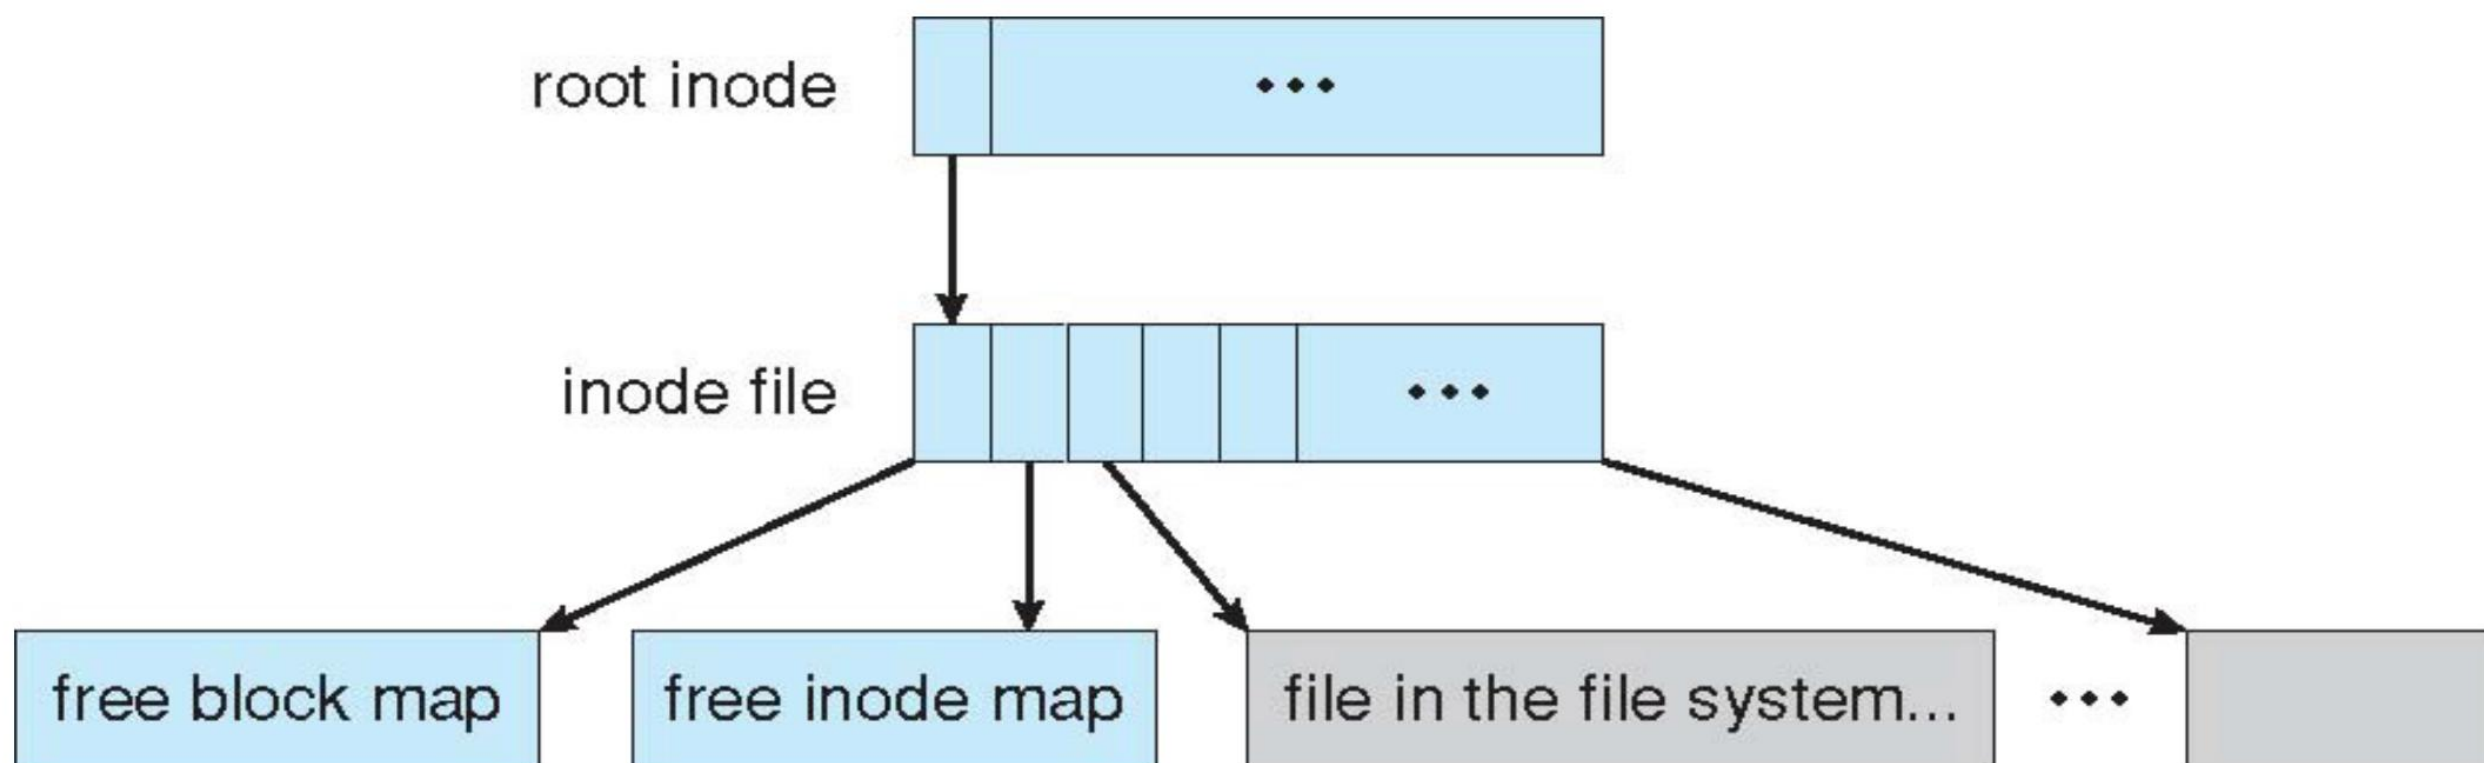 root inode
...
inode file
...
free block map
free inode map
file in the file system...
...